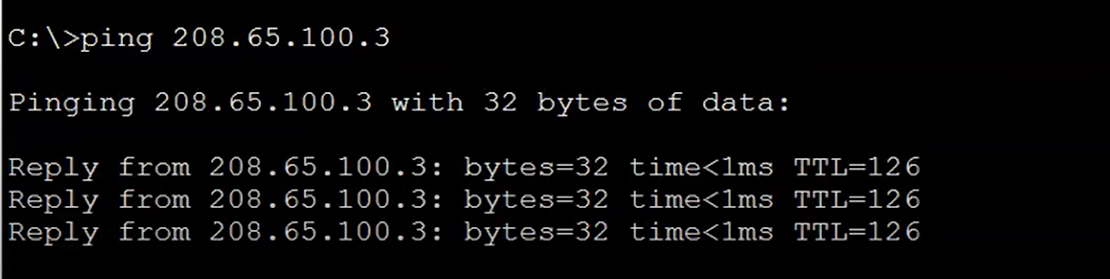 C:\>ping 208.65.100.3
Pinging 208.65.100.3 with 32 bytes of data:
Reply from 208.65.100.3: bytes=32 time<1ms TTL=126
Reply from 208.65.100.3: bytes=32 time<1ms TTL=126
Reply from 208.65.100.3: bytes=32 time<1ms TTL=126